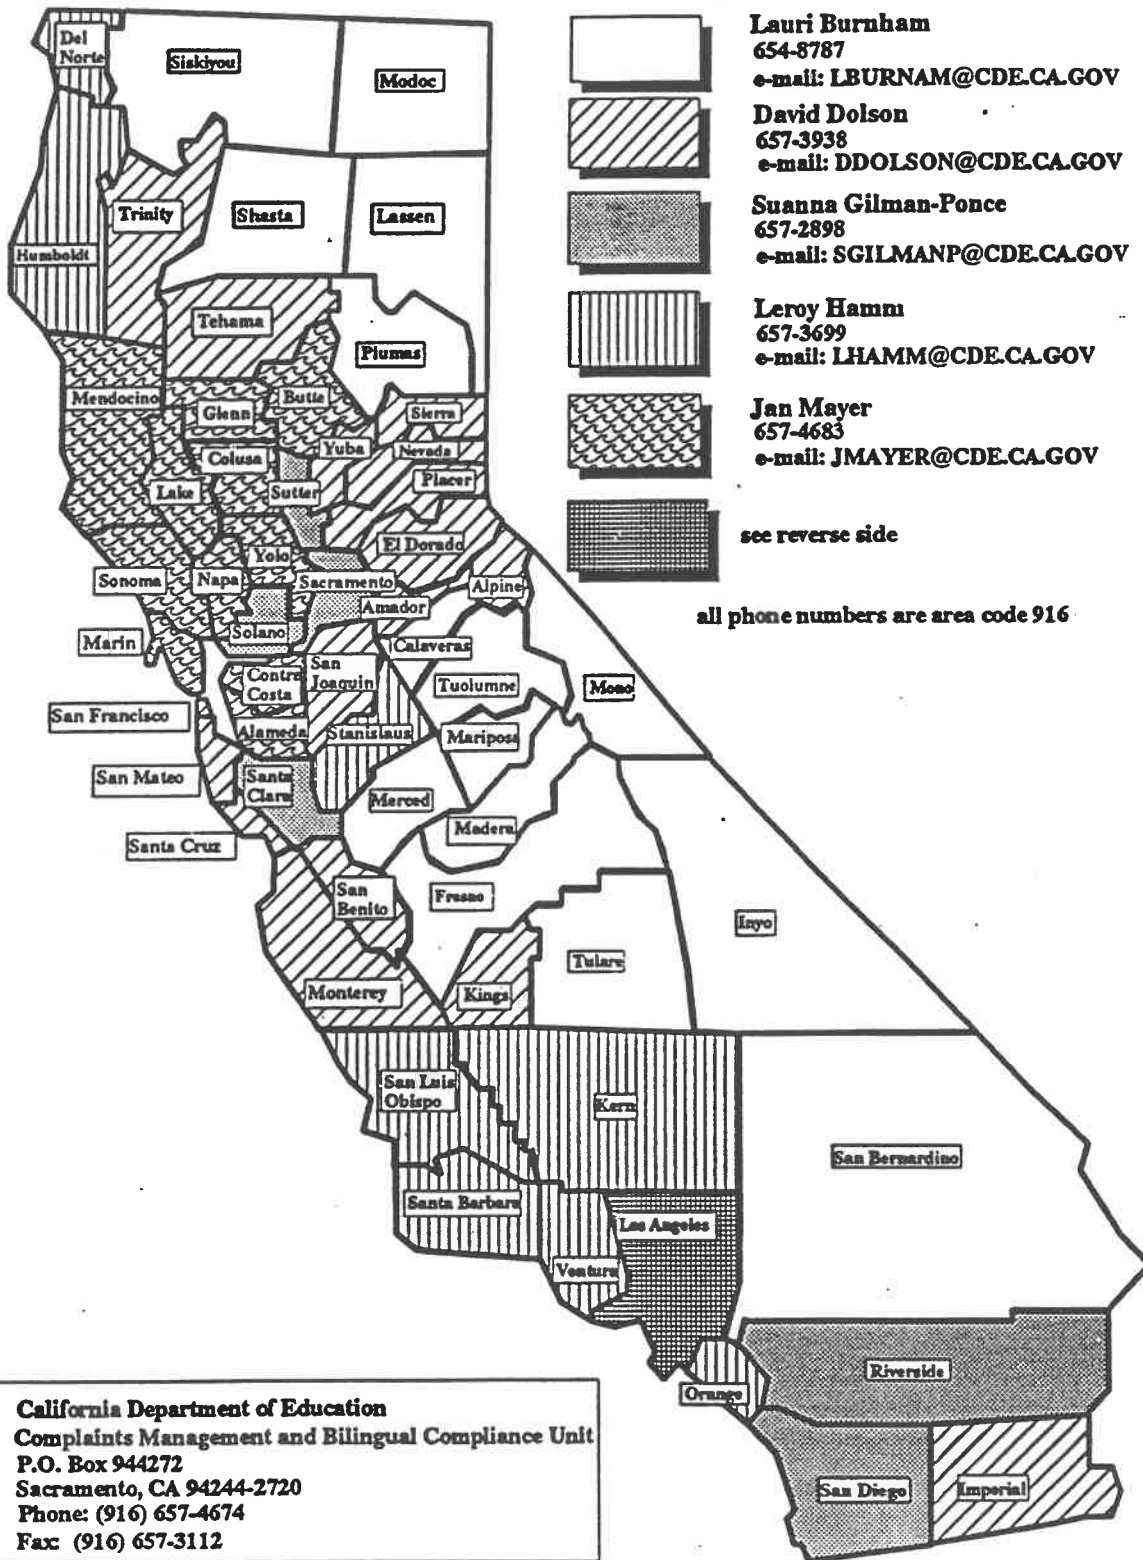 Lauri Burnham
654-8787
e-mail: LBURNAM@CDE.CA.GOV
David Dolson
657-3938
e-mail: DDOLSON@CDE.CA.GOV
Suanna Gilman-Ponce
657-2898
e-mail: SGILMANP@CDE.CA.GOV
Leroy Hamm
657-3699
e-mail: LHAMM@CDE.CA.GOV
Jan Mayer
657-4683
e-mail: JMAYER@CDE.CA.GOV
see reverse side
all phone numbers are area code 916
Del
Norte
Siskiyou
Modoc
Trinity
Shasta
Lassen
Humboldt
Tehama
Plumas
Mendocino
Glenn
Butte
Sierra
Colusa
Yuba
Nevada
Lake
Sutter
Placer
El Dorado
Sonoma
Napa
Yolo
Sacramento
Alpine
Amador
Marin
Solano
Calaveras
Contra
Costa
San
Joaquin
Tuolumne
Mono
San Francisco
Alameda
Stanislaus
Mariposa
San Mateo
Santa
Clara
Merced
Madera
Santa Cruz
San
Benito
Fresno
Inyo
Tulare
Monterey
Kings
San Luis
Obispo
Kern
San Bernardino
Santa Barbara
Los Angeles
Ventura
Riverside
Orange
San Diego
Imperial
California Department of Education
Complaints Management and Bilingual Compliance Unit
P.O. Box 944272
Sacramento, CA 94244-2720
Phone: (916) 657-4674
Fax: (916) 657-3112